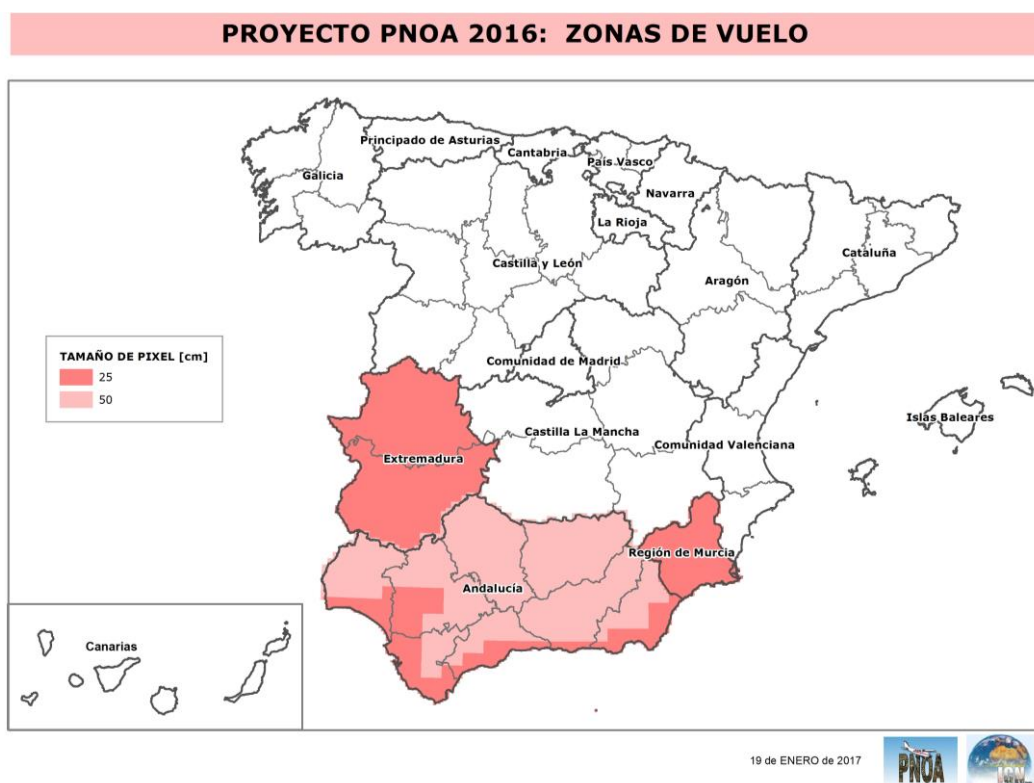 PROYECTO PNOA 2016: ZONAS DE VUELO
Principado de Asturias
Cantabria
País Vasco
Galicia
Navarra
La Rioja
Cataluña
Castilla y León
Aragón
TAMAÑO DE PIXEL [cm]
25
50
Comunidad de Madrid
Islas Baleares
Castilla La Mancha
Comunidad Valenciana
Extremadura
Región de Murcia
Andalucía
Canarias
19 de ENERO de 2017
PNOA
IGN